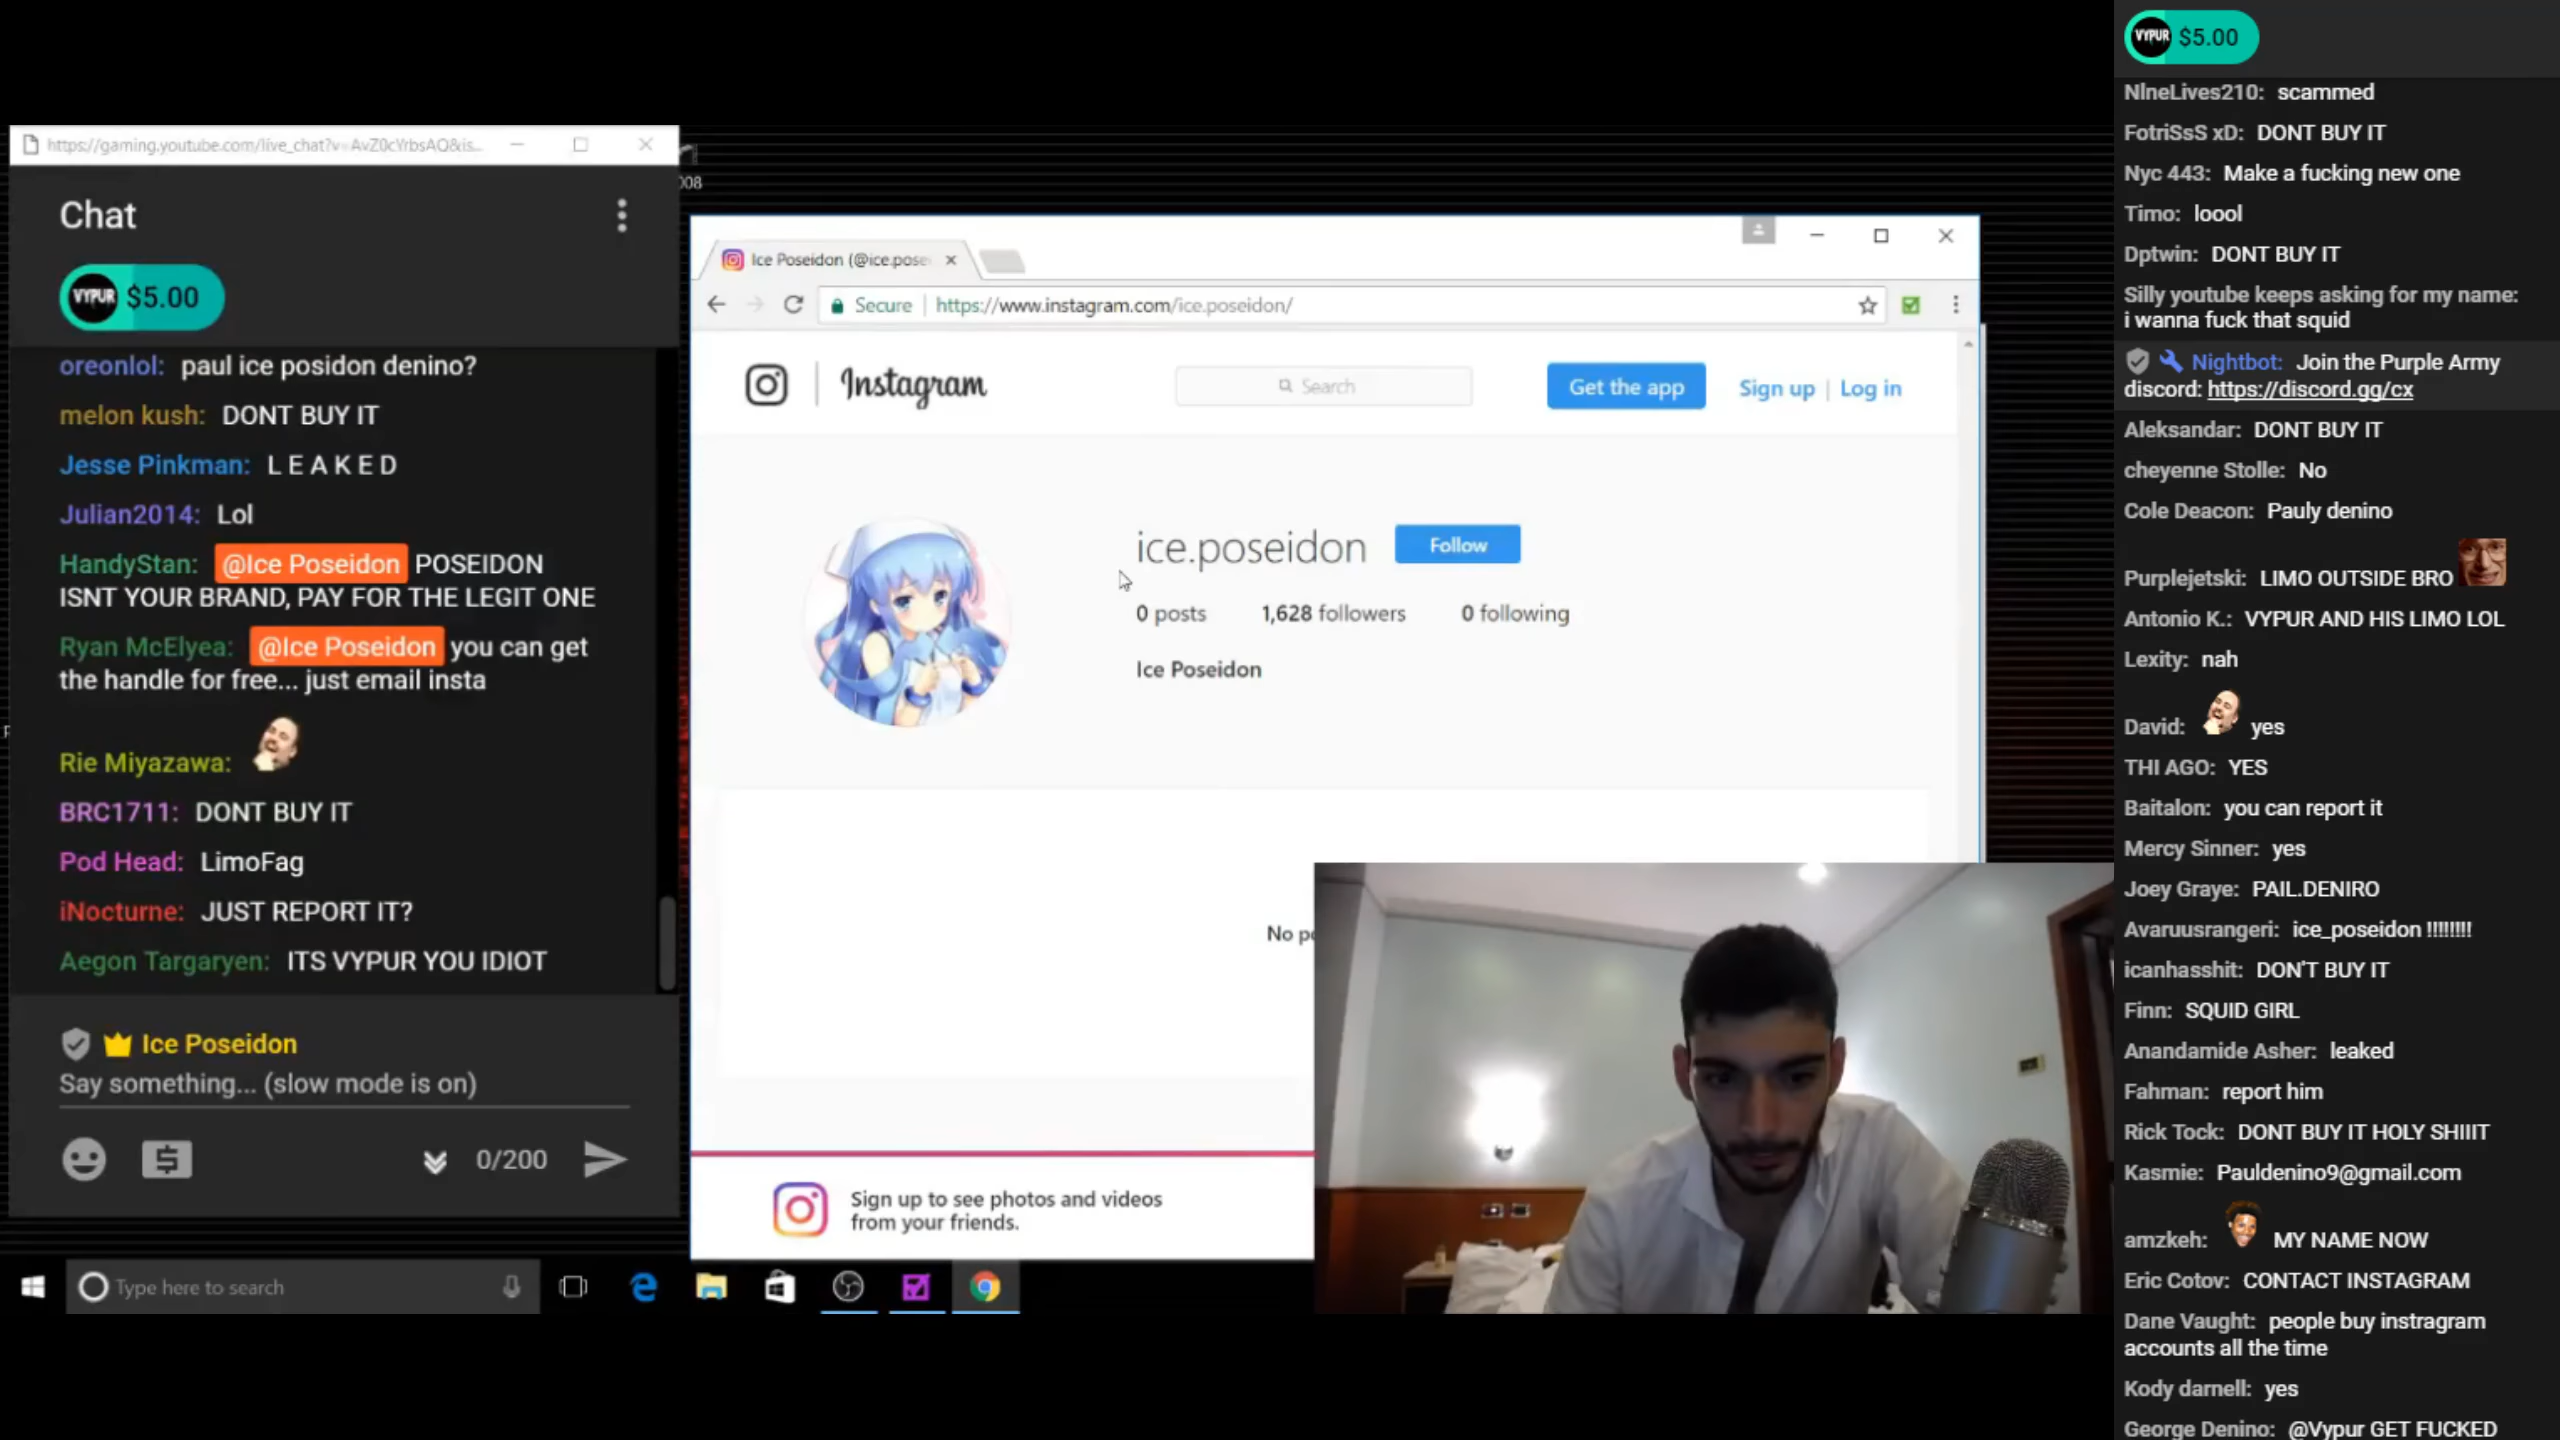 https://gaming.youtube.com/live_chat?v=AvZ0cYrbsAQ&is...
Chat
VYPUR $5.00
oreonlol: paul ice posidon denino?
melon kush: DONT BUY IT
Jesse Pinkman: L E A K E D
Julian2014: Lol
HandyStan: @Ice Poseidon POSEIDON
ISNT YOUR BRAND, PAY FOR THE LEGIT ONE
Ryan McElyea: @Ice Poseidon you can get
the handle for free... just email insta
Rie Miyazawa:
BRC1711: DONT BUY IT
Pod Head: LimoFag
iNocturne: JUST REPORT IT?
Aegon Targaryen: ITS VYPUR YOU IDIOT
Ice Poseidon
Say something... (slow mode is on)
0/200
Type here to search
008
Ice Poseidon (@ice.pose
Secure https://www.instagram.com/ice.poseidon/
Instagram
Search
Get the app
Sign up | Log in
ice.poseidon Follow
0 posts 1,628 followers 0 following
Ice Poseidon
No po
Sign up to see photos and videos
from your friends.
VYPUR $5.00
NlneLives210: scammed
FotriSsS xD: DONT BUY IT
Nyc 443: Make a fucking new one
Timo: loool
Dptwin: DONT BUY IT
Silly youtube keeps asking for my name:
i wanna fuck that squid
Nightbot: Join the Purple Army
discord: https://discord.gg/cx
Aleksandar: DONT BUY IT
cheyenne Stolle: No
Cole Deacon: Pauly denino
Purplejetski: LIMO OUTSIDE BRO
Antonio K.: VYPUR AND HIS LIMO LOL
Lexity: nah
David: yes
THI AGO: YES
Baitalon: you can report it
Mercy Sinner: yes
Joey Graye: PAIL.DENIRO
Avaruusrangeri: ice_poseidon !!!!!!!!
icanhasshit: DON'T BUY IT
Finn: SQUID GIRL
Anandamide Asher: leaked
Fahman: report him
Rick Tock: DONT BUY IT HOLY SHIIIT
Kasmie: Pauldenino9@gmail.com
amzkeh: MY NAME NOW
Eric Cotov: CONTACT INSTAGRAM
Dane Vaught: people buy instragram
accounts all the time
Kody darnell: yes
George Denino: @Vypur GET FUCKED